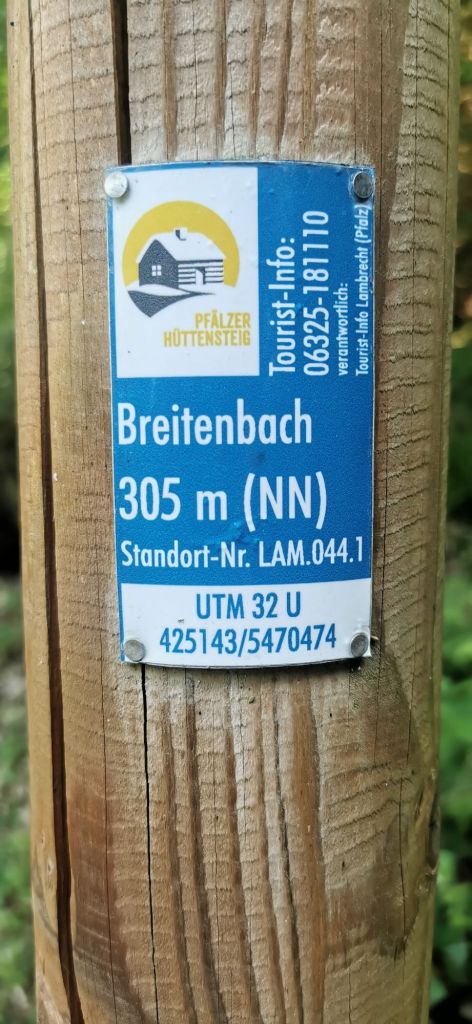 PFÄLZER
HÜTTENSTEIG
Tourist-Info:
06325-181110
verantwortlich:
Tourist-Info Lambrecht (Pfalz)
Breitenbach
305 m (NN)
Standort-Nr. LAM.044.1
UTM 32 U
425143/5470474